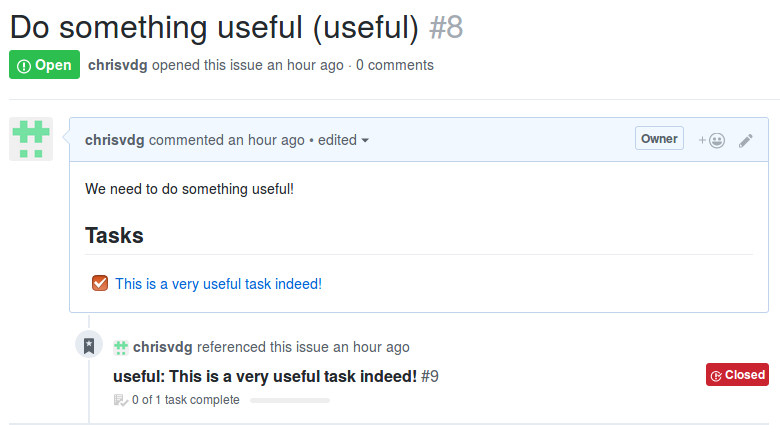 Do something useful (useful) #8
Open chrisvdg opened this issue an hour ago · 0 comments
chrisvdg commented an hour ago • edited Owner
We need to do something useful!
Tasks
This is a very useful task indeed!
chrisvdg referenced this issue an hour ago
useful: This is a very useful task indeed! #9 Closed
0 of 1 task complete